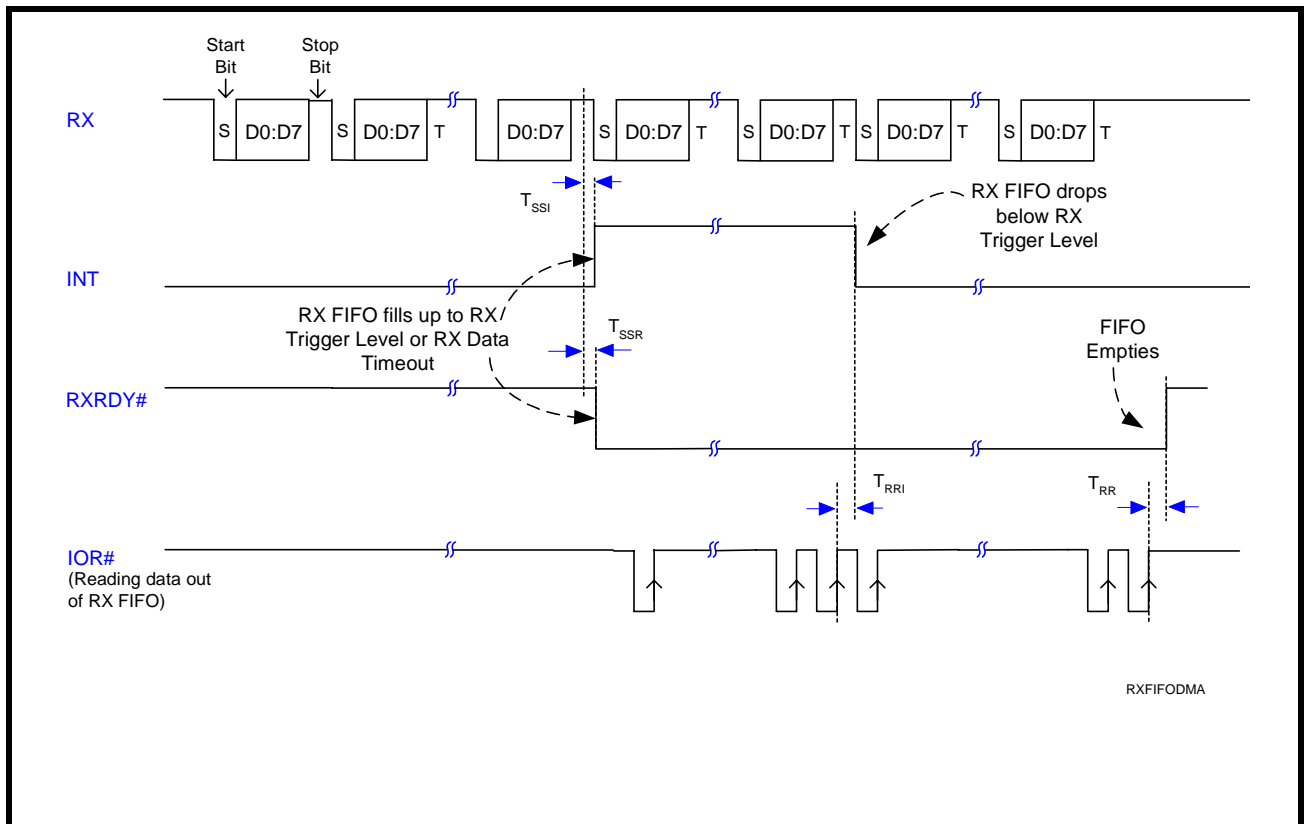 Start
Bit
Stop
Bit
RX
S D0:D7 S D0:D7 T D0:D7 S D0:D7 T S D0:D7 T S D0:D7 T S D0:D7 T
TSSI
RX FIFO drops
below RX
Trigger Level
INT
RX FIFO fills up to RX
Trigger Level or RX Data
Timeout
TSSR
FIFO
Empties
RXRDY#
TRRI
TRR
IOR#
(Reading data out
of RX FIFO)
RXFIFODMA